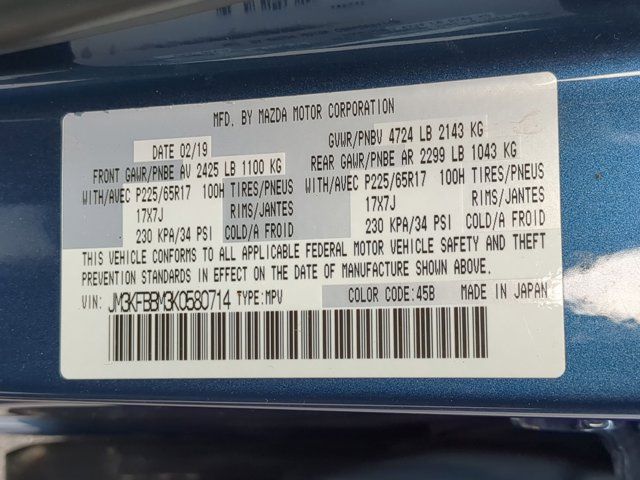 MFD. BY MAZDA MOTOR CORPORATION
DATE 02/19 GVWR/PNBV 4724 LB 2143 KG
FRONT GAWR/PNBE AV 2425 LB 1100 KG REAR GAWR/PNBE AR 2299 LB 1043 KG
WITH/AVEC P225/65R17 100H TIRES/PNEUS WITH/AVEC P225/65R17 100H TIRES/PNEUS
17X7J RIMS/JANTES 17X7J RIMS/JANTES
230 KPA/34 PSI COLD/A FROID 230 KPA/34 PSI COLD/A FROID
THIS VEHICLE CONFORMS TO ALL APPLICABLE FEDERAL MOTOR VEHICLE SAFETY AND THEFT
PREVENTION STANDARDS IN EFFECT ON THE DATE OF MANUFACTURE SHOWN ABOVE.
VIN: JM3KFBBM3K0580714 TYPE:MPV COLOR CODE:45B MADE IN JAPAN